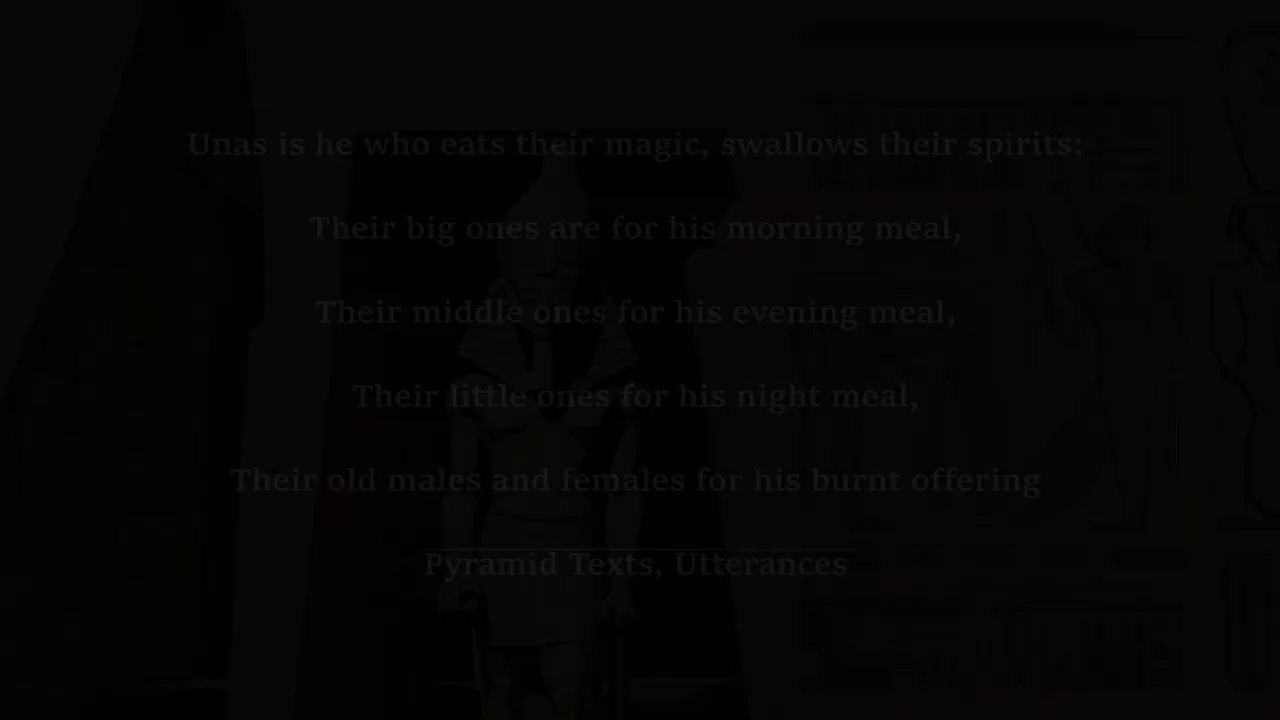 Unas is he who eats their magic, swallows their spirits:
Their big ones are for his morning meal,
Their middle ones for his evening meal,
Their little ones for his night meal,
Their old males and females for his burnt offering
Pyramid Texts, Utterances